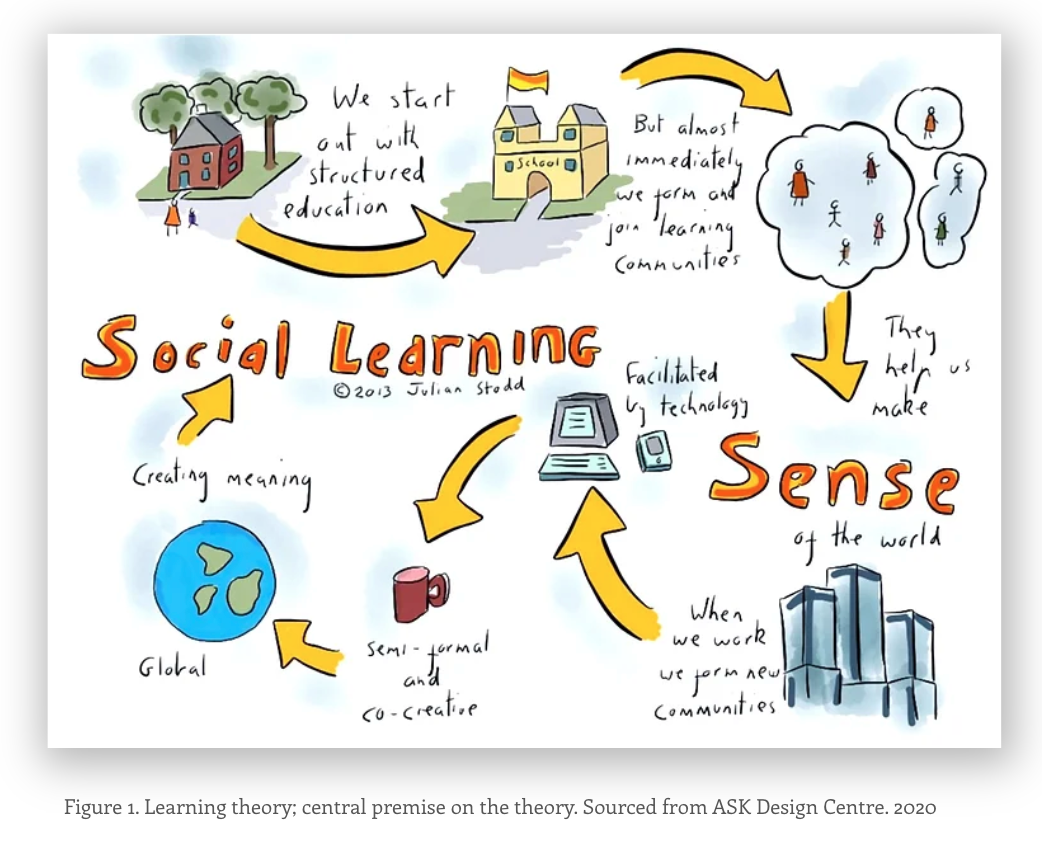 We start
out with
structured
education
School
But almost
immediately
we form and
join learning
communities
They
help us
make
Sense
of the world
When
we work
we form new
communities
Facilitated
by technology
semi-formal
and
co-creative
Global
Creating meaning
Social Learning
©2013 Julian Stodd
Figure 1. Learning theory; central premise on the theory. Sourced from ASK Design Centre. 2020